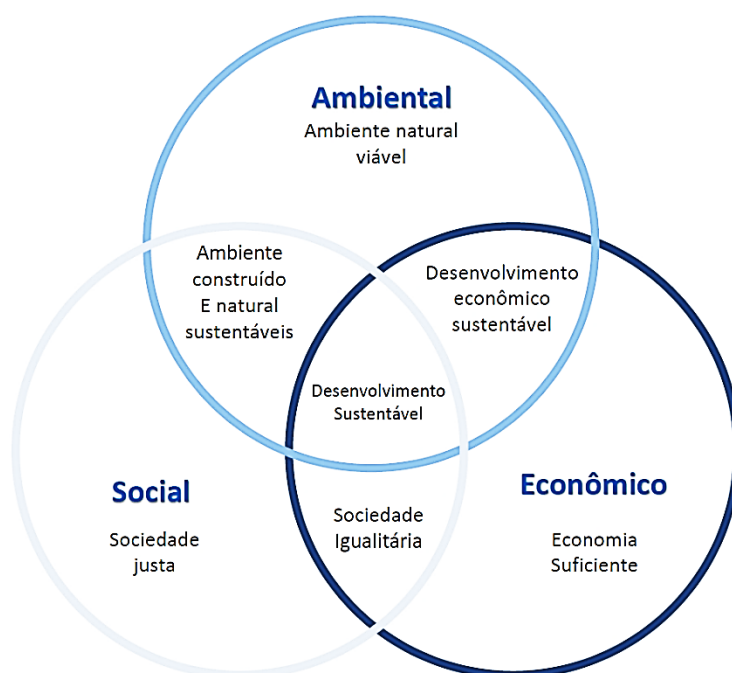 Ambiental
Ambiente natural
viável
Ambiente
construído
E natural
sustentáveis
Desenvolvimento
econômico
sustentável
Desenvolvimento
Sustentável
Social
Sociedade
justa
Sociedade
Igualitária
Econômico
Economia
Suficiente